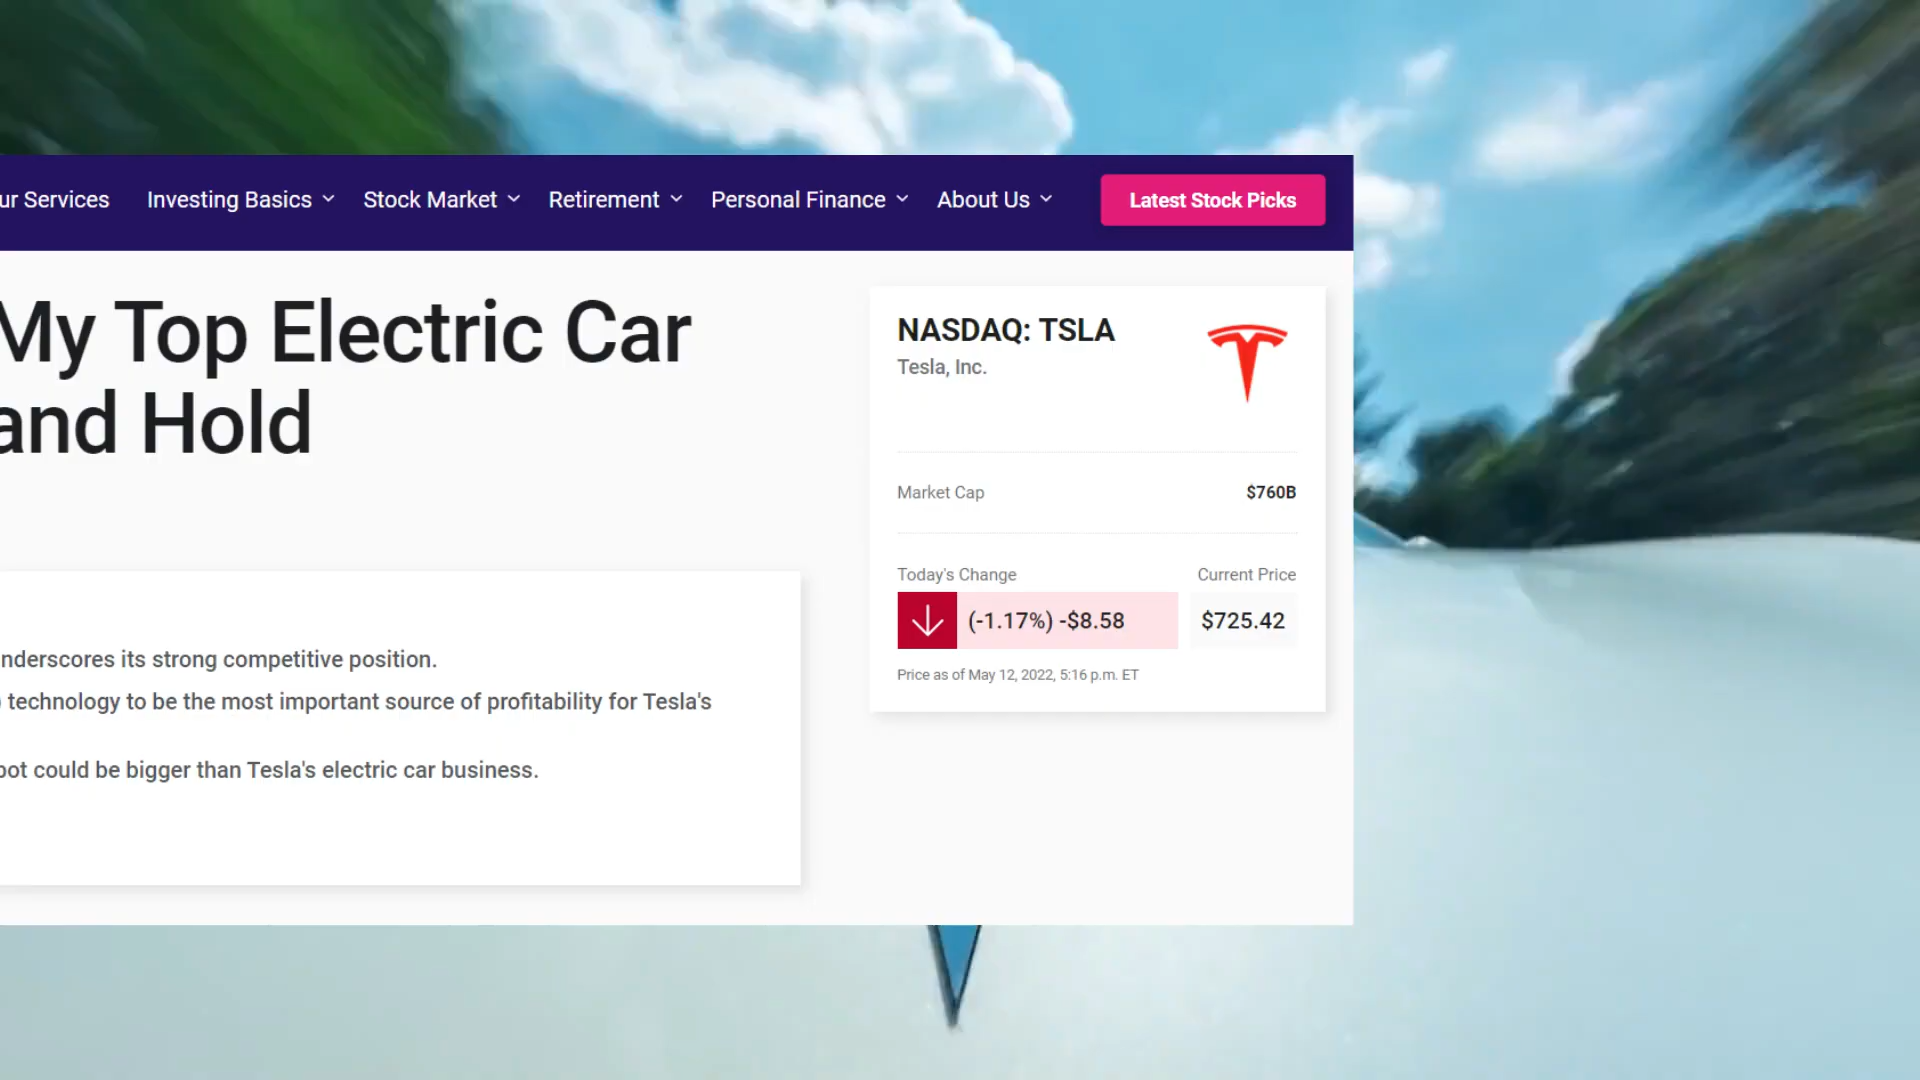 Services
Investing Basics
Stock Market
Retirement
Personal Finance
About Us
Latest Stock Picks
My Top Electric Car
and Hold
NASDAQ: TSLA
Tesla, Inc.
Market Cap
$760B
Today's Change
Current Price
(-1.17%) -$8.58
$725.42
Price as of May 12, 2022, 5:16 p.m. ET
its strong competitive position.
technology to be the most important source of profitability for Tesla's
could be bigger than Tesla's electric car business.